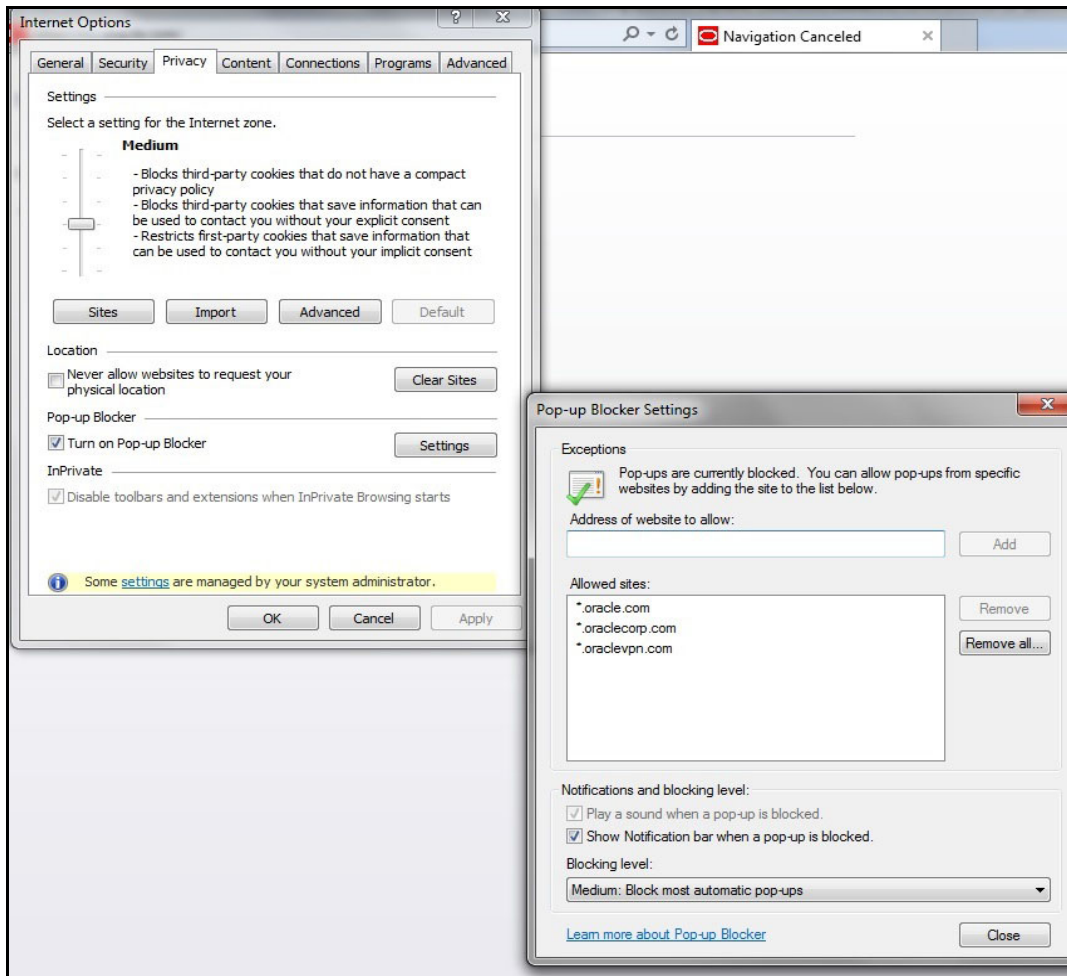 Internet Options
Navigation Canceled
General Security Privacy Content Connections Programs Advanced
Settings
Select a setting for the Internet zone.
Medium
- Blocks third-party cookies that do not have a compact
privacy policy
- Blocks third-party cookies that save information that can
be used to contact you without your explicit consent
- Restricts first-party cookies that save information that
can be used to contact you without your implicit consent
Sites Import Advanced Default
Location
Never allow websites to request your
physical location
Clear Sites
Pop-up Blocker
Turn on Pop-up Blocker
Settings
InPrivate
Disable toolbars and extensions when InPrivate Browsing starts
Some settings are managed by your system administrator.
OK Cancel Apply
Pop-up Blocker Settings
Exceptions
Pop-ups are currently blocked. You can allow pop-ups from specific
websites by adding the site to the list below.
Address of website to allow:
Add
Allowed sites:
*.oracle.com
*.oraclecorp.com
*.oraclevpn.com
Remove
Remove all...
Notifications and blocking level:
Play a sound when a pop-up is blocked.
Show Notification bar when a pop-up is blocked.
Blocking level:
Medium: Block most automatic pop-ups
Learn more about Pop-up Blocker
Close